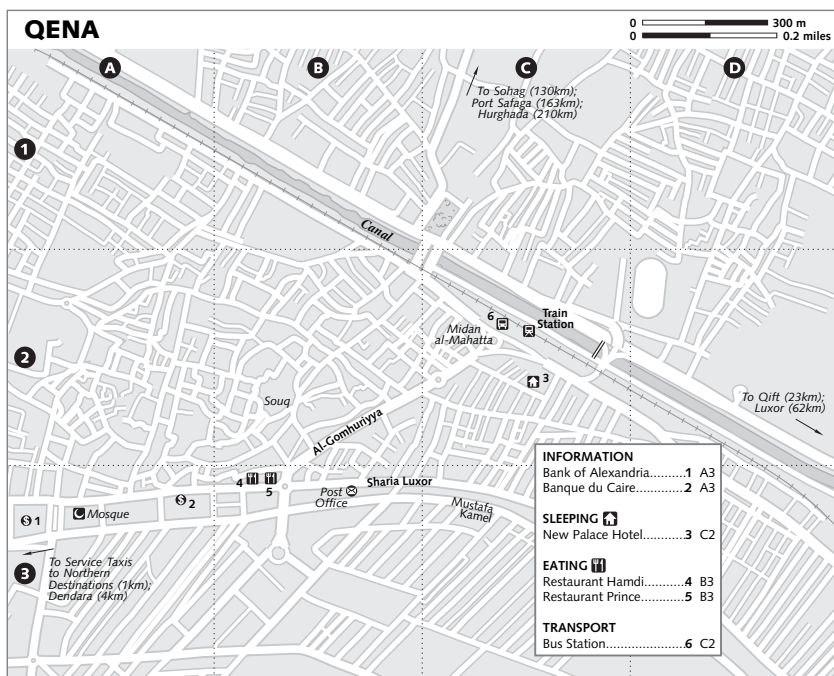 QENA
0 300 m
0 0.2 miles
A
B
C
D
To Sohag (130km);
Port Safaga (163km);
Hurghada (210km)
1
Canal
6
Train
Station
Midan
al-Mahatta
2
3
To Qift (23km);
Luxor (62km)
Souq
Al-Gomhuriyya
4
5
Sharia Luxor
Post
Office
Mustafa
Kamel
$ 1
Mosque
$ 2
3
To Service Taxis
to Northern
Destinations (1km);
Dendara (4km)
INFORMATION
Bank of Alexandria..........1 A3
Banque du Caire............2 A3
SLEEPING
New Palace Hotel...........3 C2
EATING
Restaurant Hamdi..........4 B3
Restaurant Prince...........5 B3
TRANSPORT
Bus Station.....................6 C2